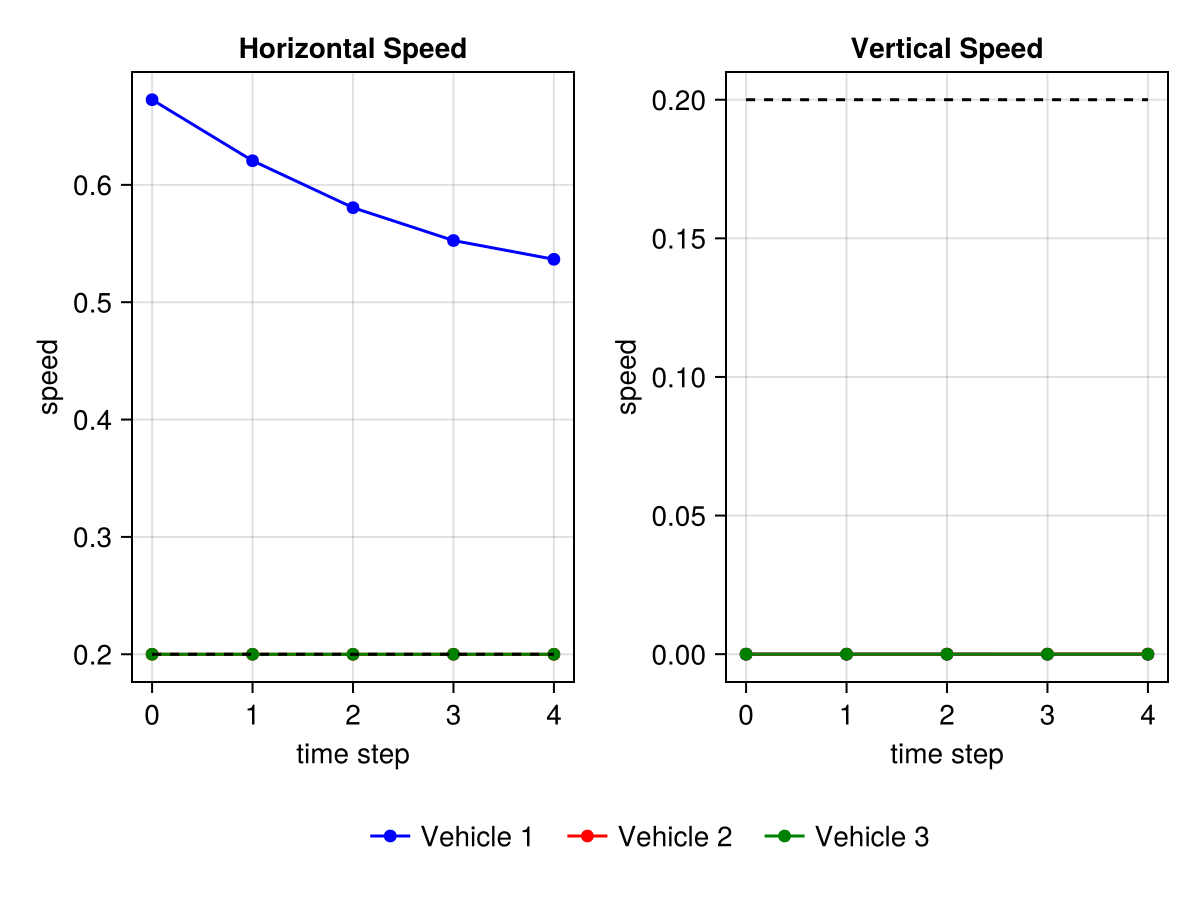 Horizontal Speed
0.6
0.5
0.4
0.3
0.2
speed
0 1 2 3 4
time step
Vertical Speed
0.20
0.15
0.10
0.05
0.00
speed
0 1 2 3 4
time step
Vehicle 1 Vehicle 2 Vehicle 3